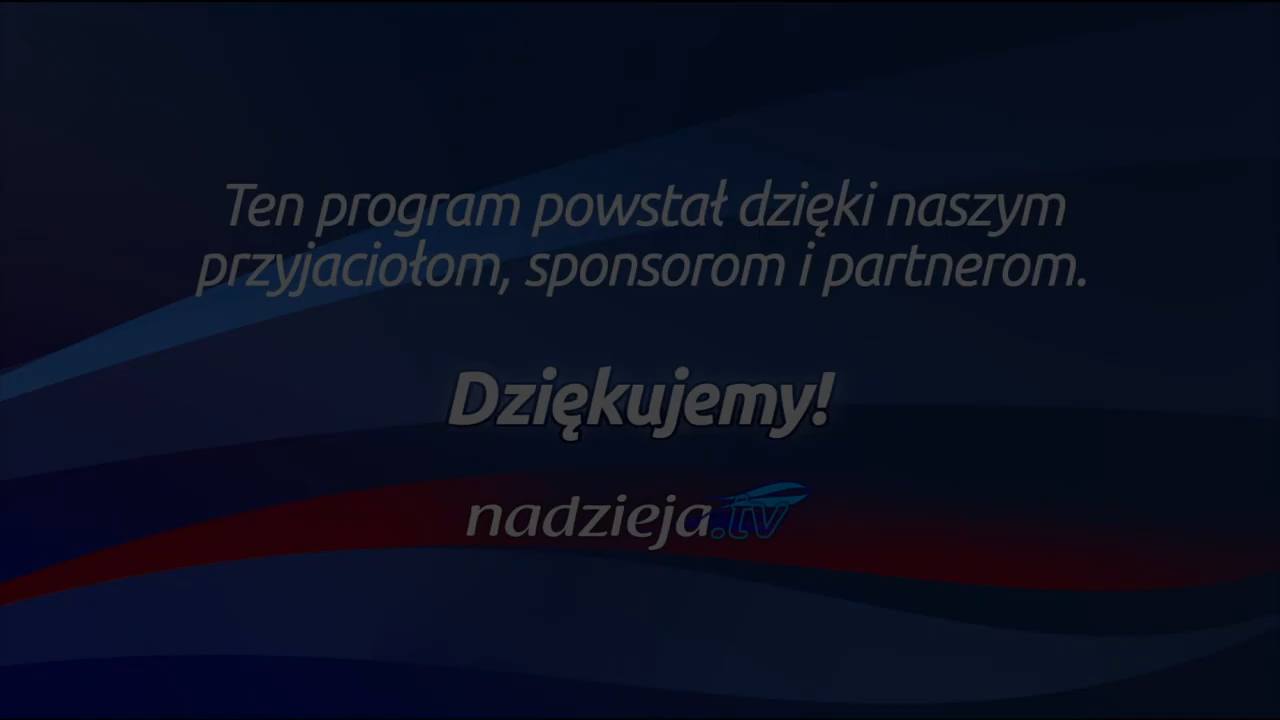 Ten program powstał dzięki naszym
przyjaciołom, sponsorom i partnerom.
Dziękujemy!
nadzieja.tv